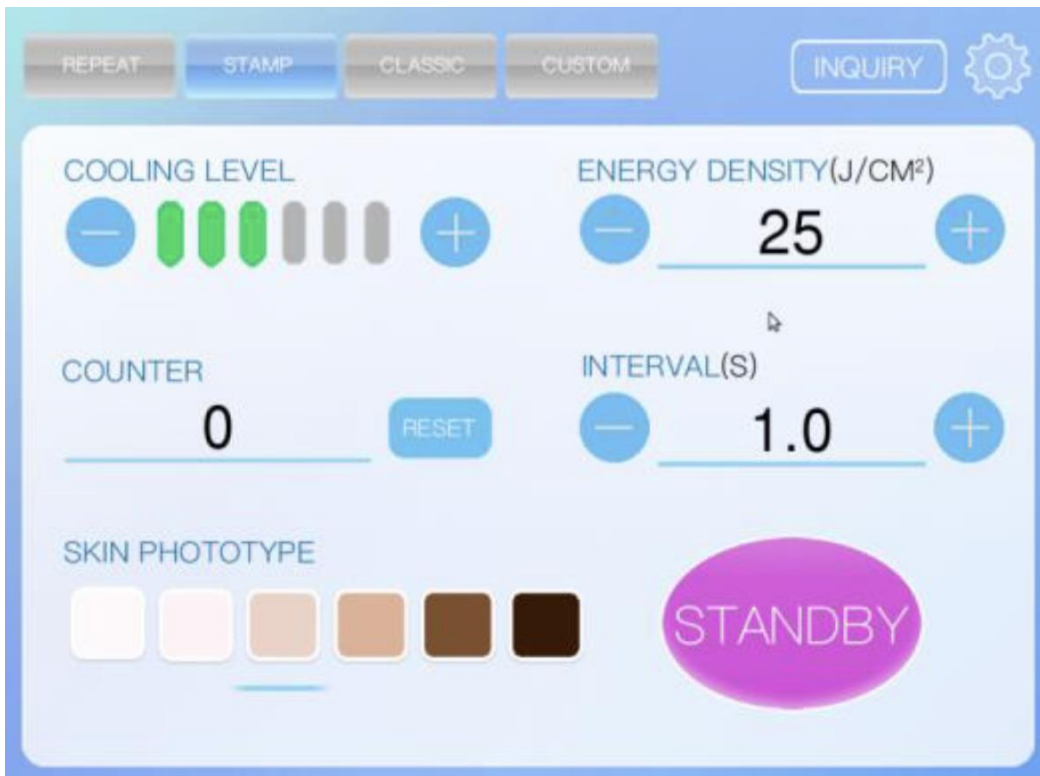 REPEAT STAMP CLASSIC CUSTOM INQUIRY
COOLING LEVEL
ENERGY DENSITY(J/CM²)
25
COUNTER
0
RESET
INTERVAL(S)
1.0
SKIN PHOTOTYPE
STANDBY